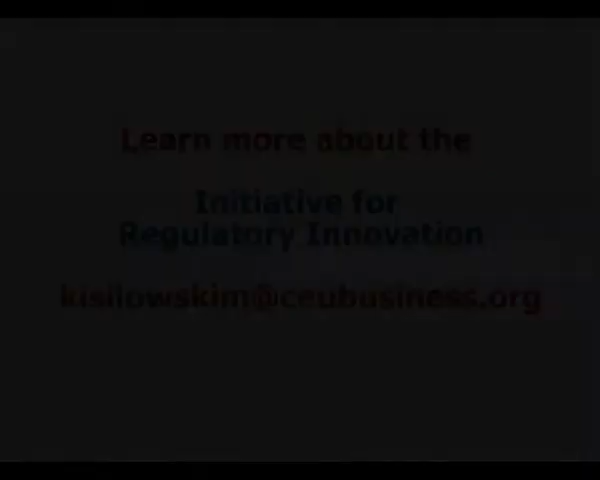 Learn more about the
Initiative for
Regulatory Innovation
kisilowskim@ceubusiness.org